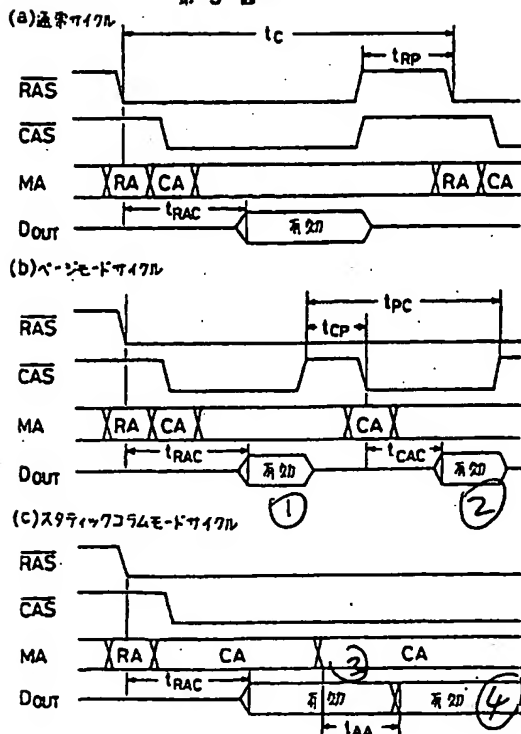 (a)通常サイクル
tC
tRP
RAS
CAS
MA RA CA RA CA
tRAC
DOUT 有効
(b)ページモードサイクル
tPC
RAS
tCP
CAS
MA RA CA CA
tRAC tCAC
DOUT 有効 有効
① ②
(c)スタティックコラムモードサイクル
RAS
CAS
MA RA CA ③ CA
tRAC
DOUT 有効 有効 ④
tAA